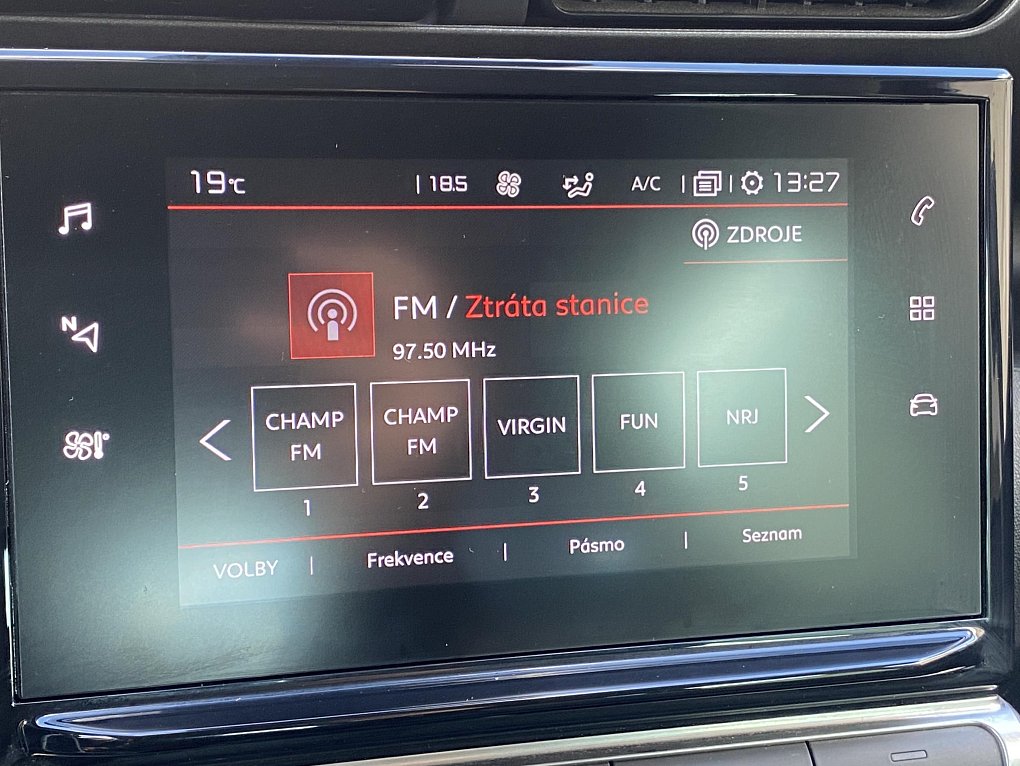 19°C | 18.5 A/C | | 13:27
ZDROJE
FM / Ztráta stanice
97.50 MHz
N
CHAMP
FM
CHAMP
FM
VIRGIN
FUN
NRJ
1 2 3 4 5
VOLBY | Frekvence | Pásmo | Seznam